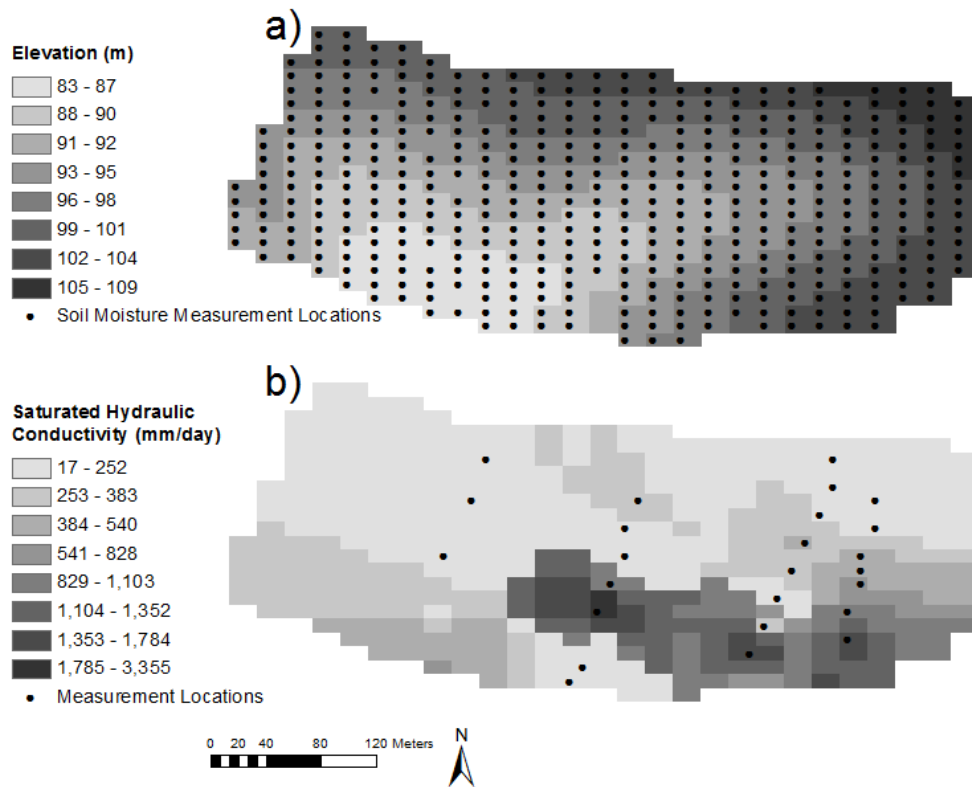 a)
Elevation (m)
83 - 87
88 - 90
91 - 92
93 - 95
96 - 98
99 - 101
102 - 104
105 - 109
Soil Moisture Measurement Locations
b)
Saturated Hydraulic
Conductivity (mm/day)
17 - 252
253 - 383
384 - 540
541 - 828
829 - 1,103
1,104 - 1,352
1,353 - 1,784
1,785 - 3,355
Measurement Locations
0 20 40 80 120 Meters
N